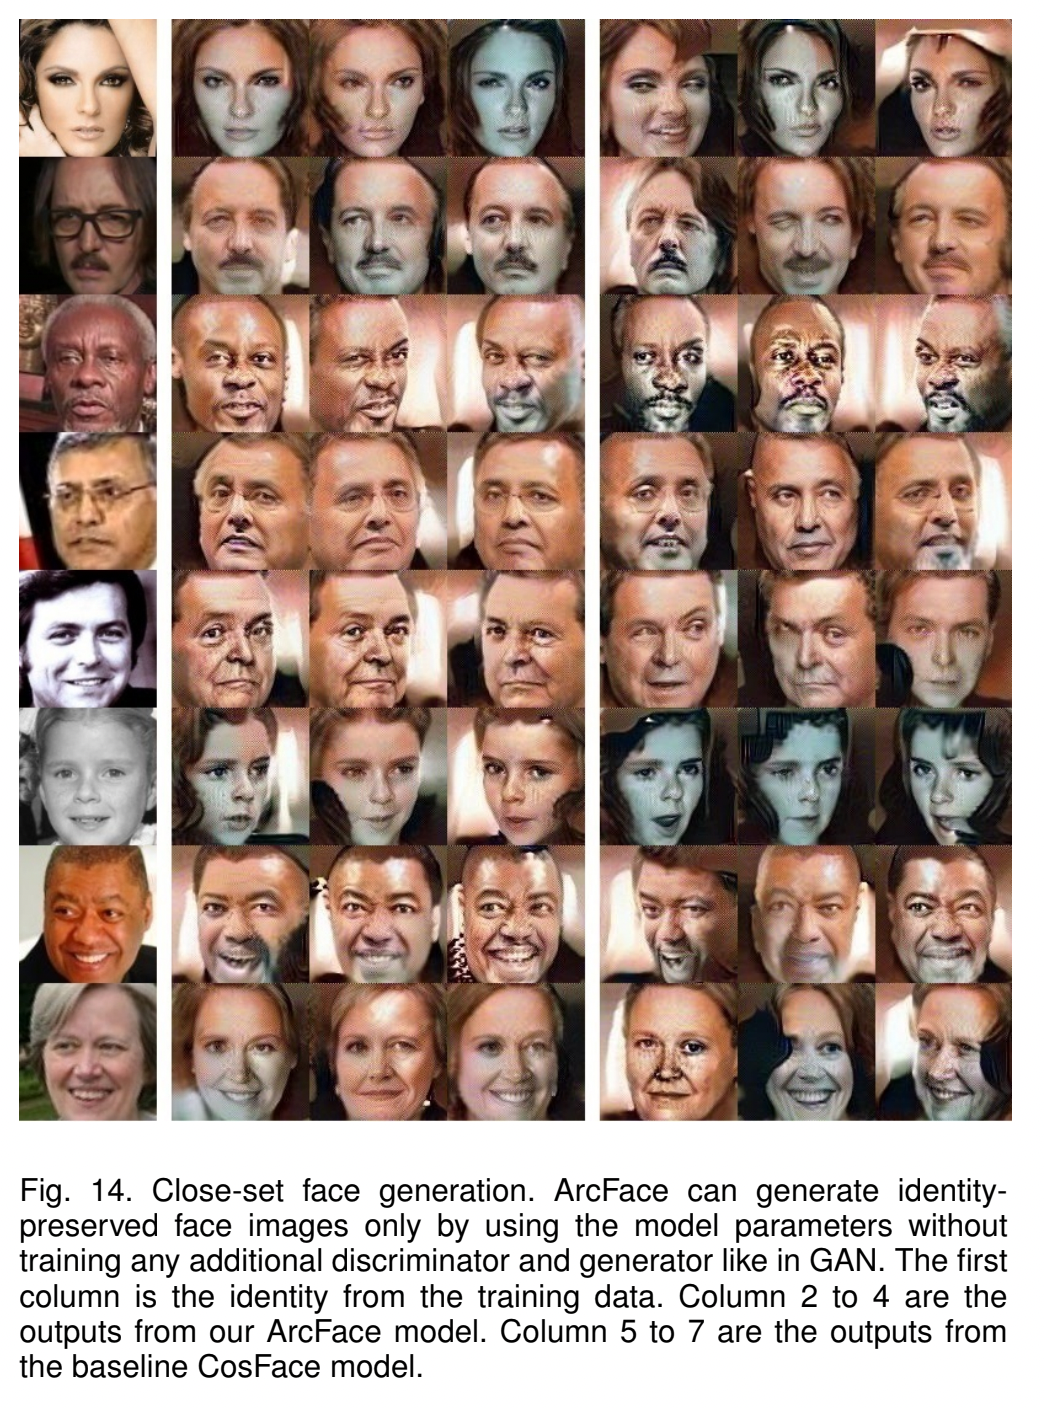 Fig. 14. Close-set face generation. ArcFace can generate identity-
preserved face images only by using the model parameters without
training any additional discriminator and generator like in GAN. The first
column is the identity from the training data. Column 2 to 4 are the
outputs from our ArcFace model. Column 5 to 7 are the outputs from
the baseline CosFace model.